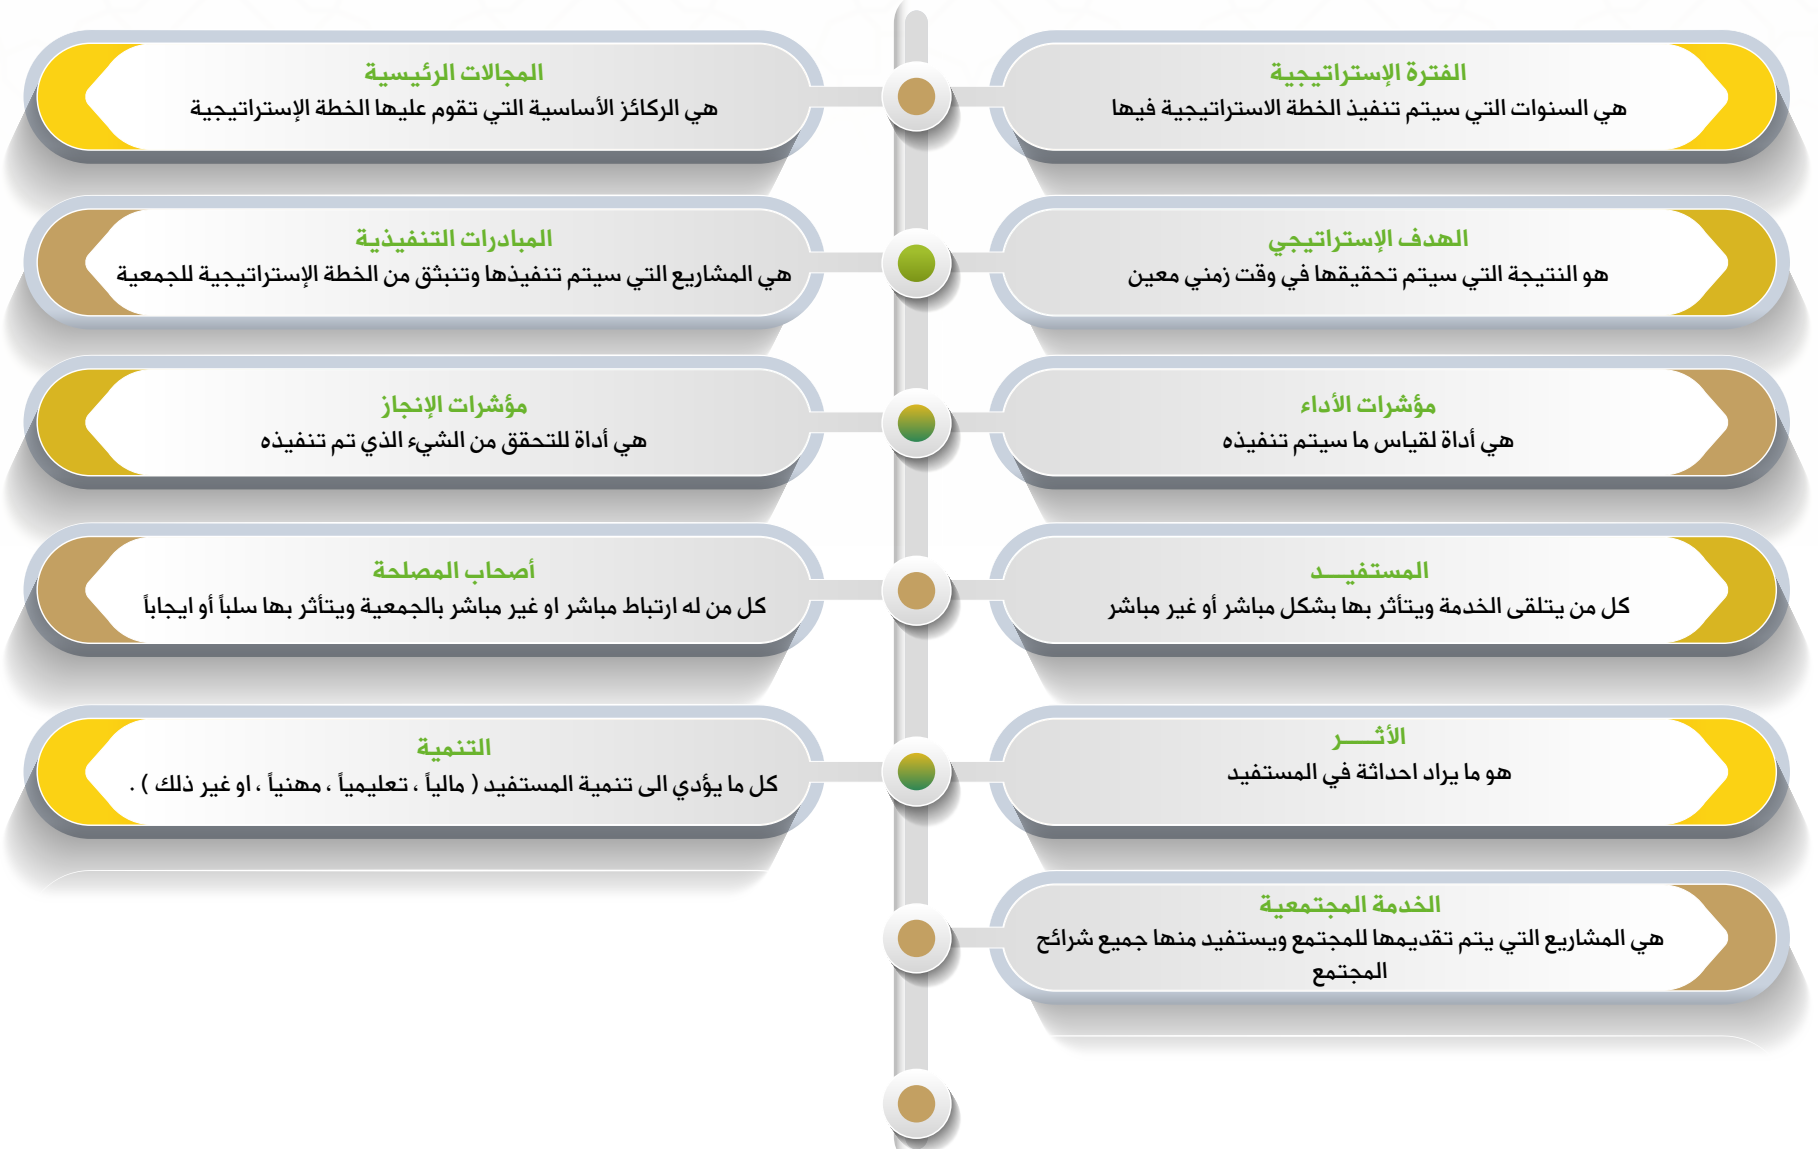 الفترة الإستراتيجية
هي السنوات التي سيتم تنفيذ الخطة الاستراتيجية فيها
المجالات الرئيسية
هي الركائز الأساسية التي تقوم عليها الخطة الإستراتيجية
الهدف الإستراتيجي
هو النتيجة التي سيتم تحقيقها في وقت زمني معين
المبادرات التنفيذية
هي المشاريع التي سيتم تنفيذها وتنبثق من الخطة الإستراتيجية للجمعية
مؤشرات الأداء
هي أداة لقياس ما سيتم تنفيذه
مؤشرات الإنجاز
هي أداة للتحقق من الشيء الذي تم تنفيذه
المستفيـــد
كل من يتلقى الخدمة ويتأثر بها بشكل مباشر أو غير مباشر
أصحاب المصلحة
كل من له ارتباط مباشر او غير مباشر بالجمعية ويتأثر بها سلباً أو ايجاباً
الأثـــر
هو ما يراد احداثة في المستفيد
التنمية
كل ما يؤدي الى تنمية المستفيد ( مالياً ، تعليمياً ، مهنياً ، او غير ذلك ) .
الخدمة المجتمعية
هي المشاريع التي يتم تقديمها للمجتمع ويستفيد منها جميع شرائح
المجتمع